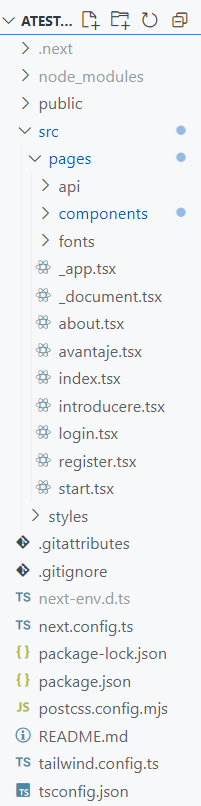 ATEST...
.next
node_modules
public
src
pages
api
components
fonts
_app.tsx
_document.tsx
about.tsx
avantaje.tsx
index.tsx
introducere.tsx
login.tsx
register.tsx
start.tsx
styles
.gitattributes
.gitignore
TS next-env.d.ts
TS next.config.ts
{ } package-lock.json
{ } package.json
JS postcss.config.mjs
README.md
TS tailwind.config.ts
TS tsconfig.json